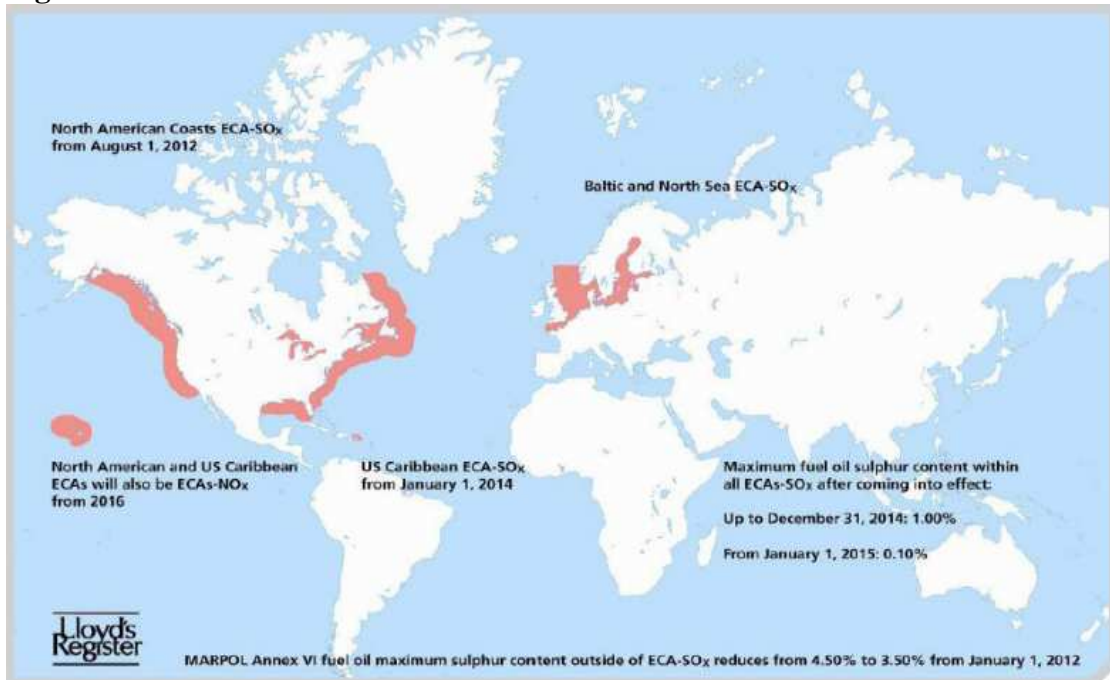 North American Coasts ECA-SOx
from August 1, 2012
Baltic and North Sea ECA-SOx
North American and US Caribbean
ECAs will also be ECAs-NOx
from 2016
US Caribbean ECA-SOx
from January 1, 2014
Maximum fuel oil sulphur content within
all ECAs-SOx after coming into effect:
Up to December 31, 2014: 1.00%
From January 1, 2015: 0.10%
Lloyd's
Register
MARPOL Annex VI fuel oil maximum sulphur content outside of ECA-SOx reduces from 4.50% to 3.50% from January 1, 2012